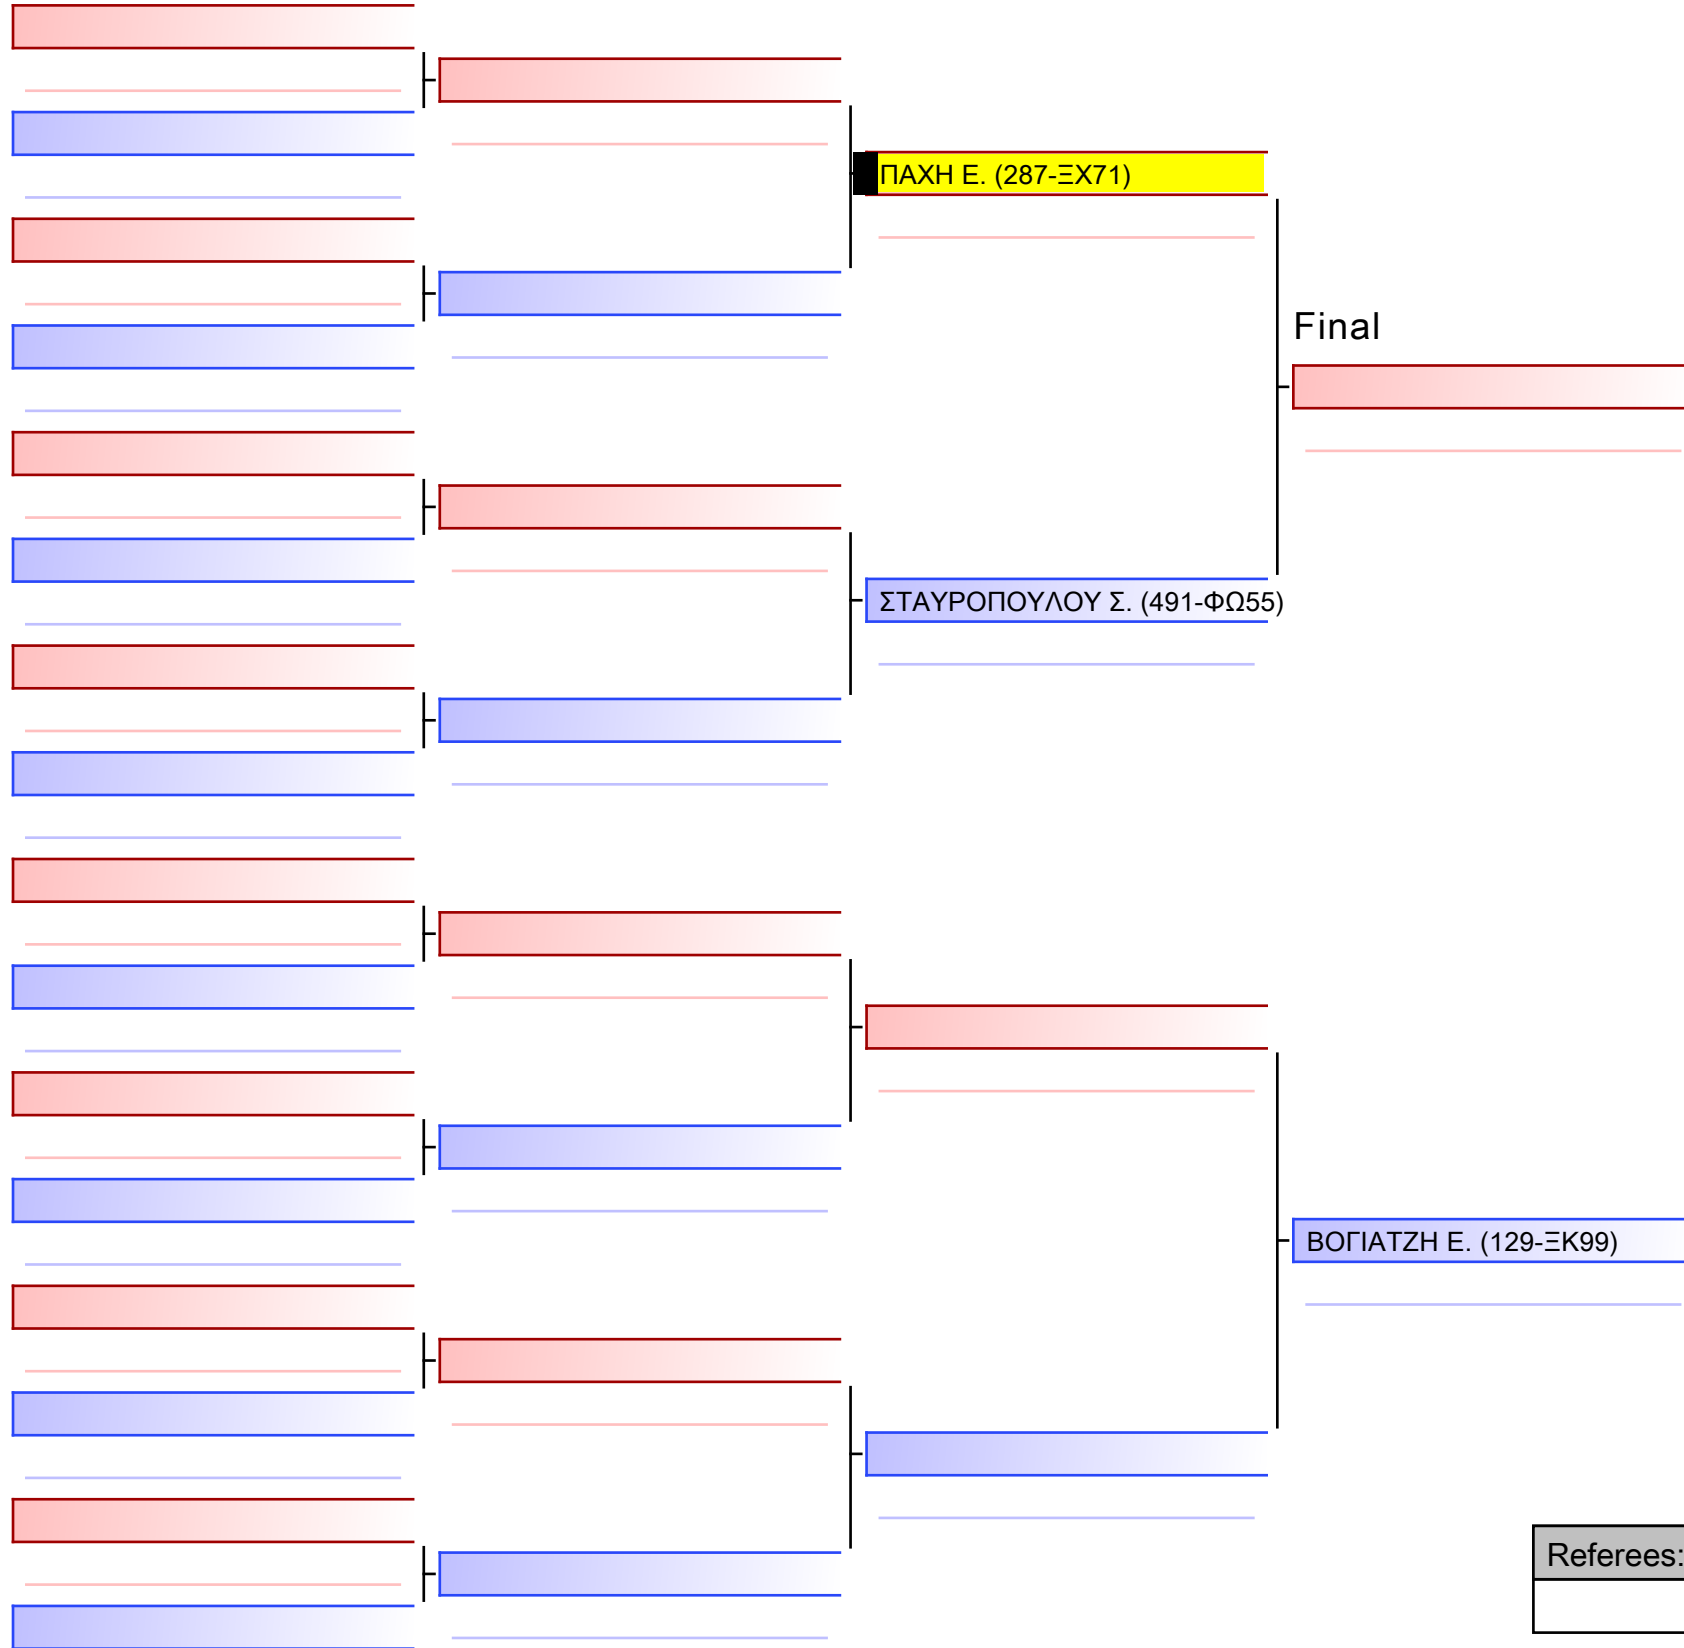 ΠΑΧΗ Ε. (287-ΞΧ71)
Final
ΣΤΑΥΡΟΠΟΥΛΟΥ Σ. (491-ΦΩ55)
ΒΟΓΙΑΤΖΗ Ε. (129-ΞΚ99)
Referees: